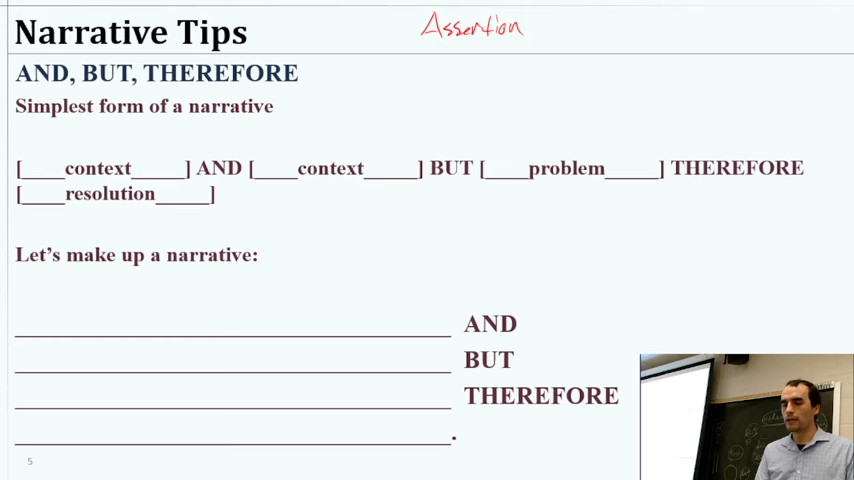 Narrative Tips
Assertion
AND, BUT, THEREFORE
Simplest form of a narrative
[____context_____] AND [____context_____] BUT [____problem_____] THEREFORE
[____resolution_____]
Let’s make up a narrative:
AND
BUT
THEREFORE
.
5